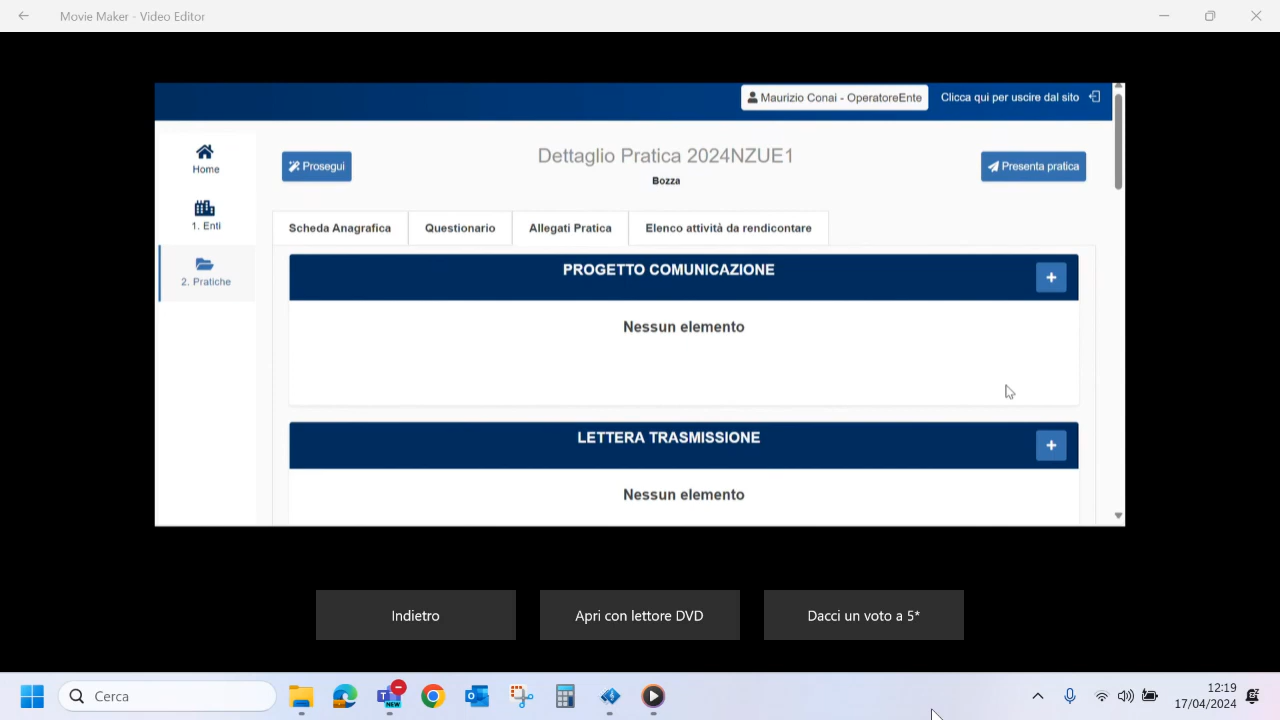 Movie Maker - Video Editor
Maurizio Conai - OperatoreEnte
Clicca qui per uscire dal sito
Home
1. Enti
2. Pratiche
Prosegui
Dettaglio Pratica 2024NZUE1
Bozza
Presenta pratica
Scheda Anagrafica
Questionario
Allegati Pratica
Elenco attività da rendicontare
PROGETTO COMUNICAZIONE
+
Nessun elemento
LETTERA TRASMISSIONE
+
Nessun elemento
Indietro
Apri con lettore DVD
Dacci un voto a 5*
Cerca
NEW
12:19
17/04/2024